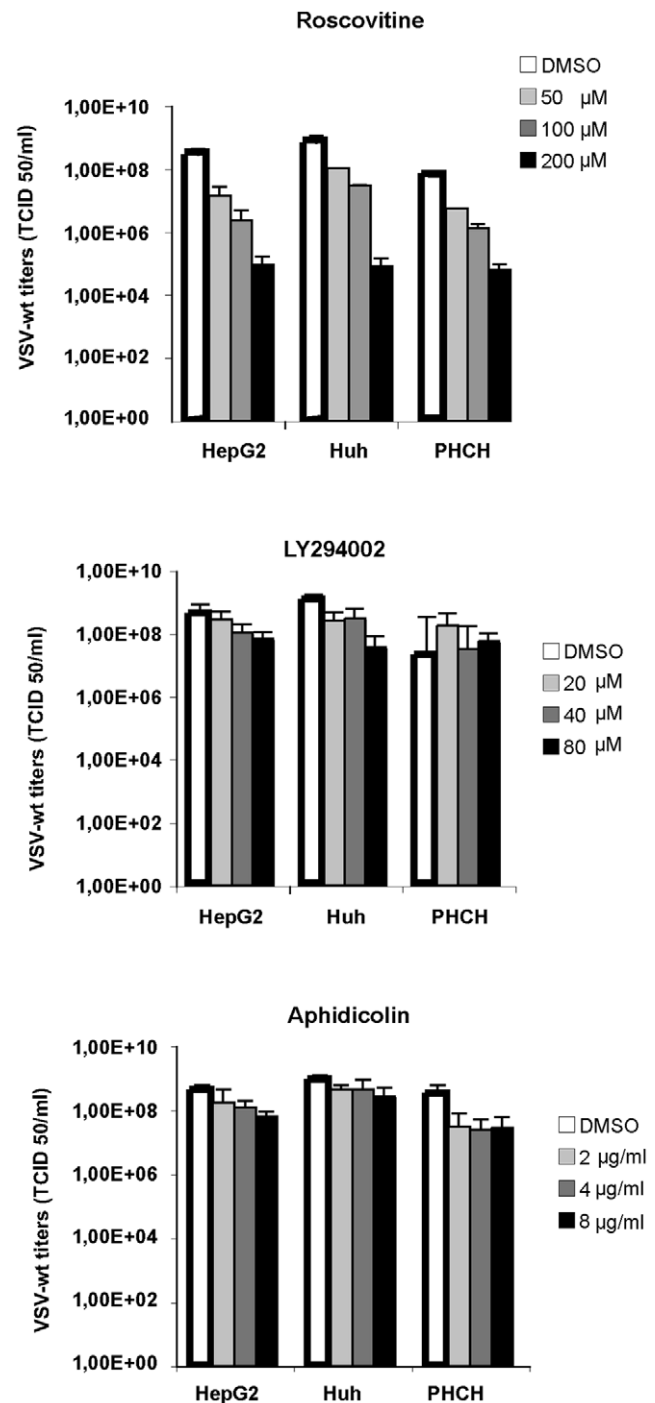 Roscovitine
DMSO
50 µM
100 µM
200 µM
VSV-wt titers (TCID 50/ml)
1,00E+10
1,00E+08
1,00E+06
1,00E+04
1,00E+02
1,00E+00
HepG2 Huh PHCH
LY294002
VSV-wt titers (TCID 50/ml)
1,00E+10
1,00E+08
1,00E+06
1,00E+04
1,00E+02
1,00E+00
DMSO
20 µM
40 µM
80 µM
HepG2 Huh PHCH
Aphidicolin
VSV-wt titers (TCID 50/ml)
1,00E+10
1,00E+08
1,00E+06
1,00E+04
1,00E+02
1,00E+00
DMSO
2 µg/ml
4 µg/ml
8 µg/ml
HepG2 Huh PHCH